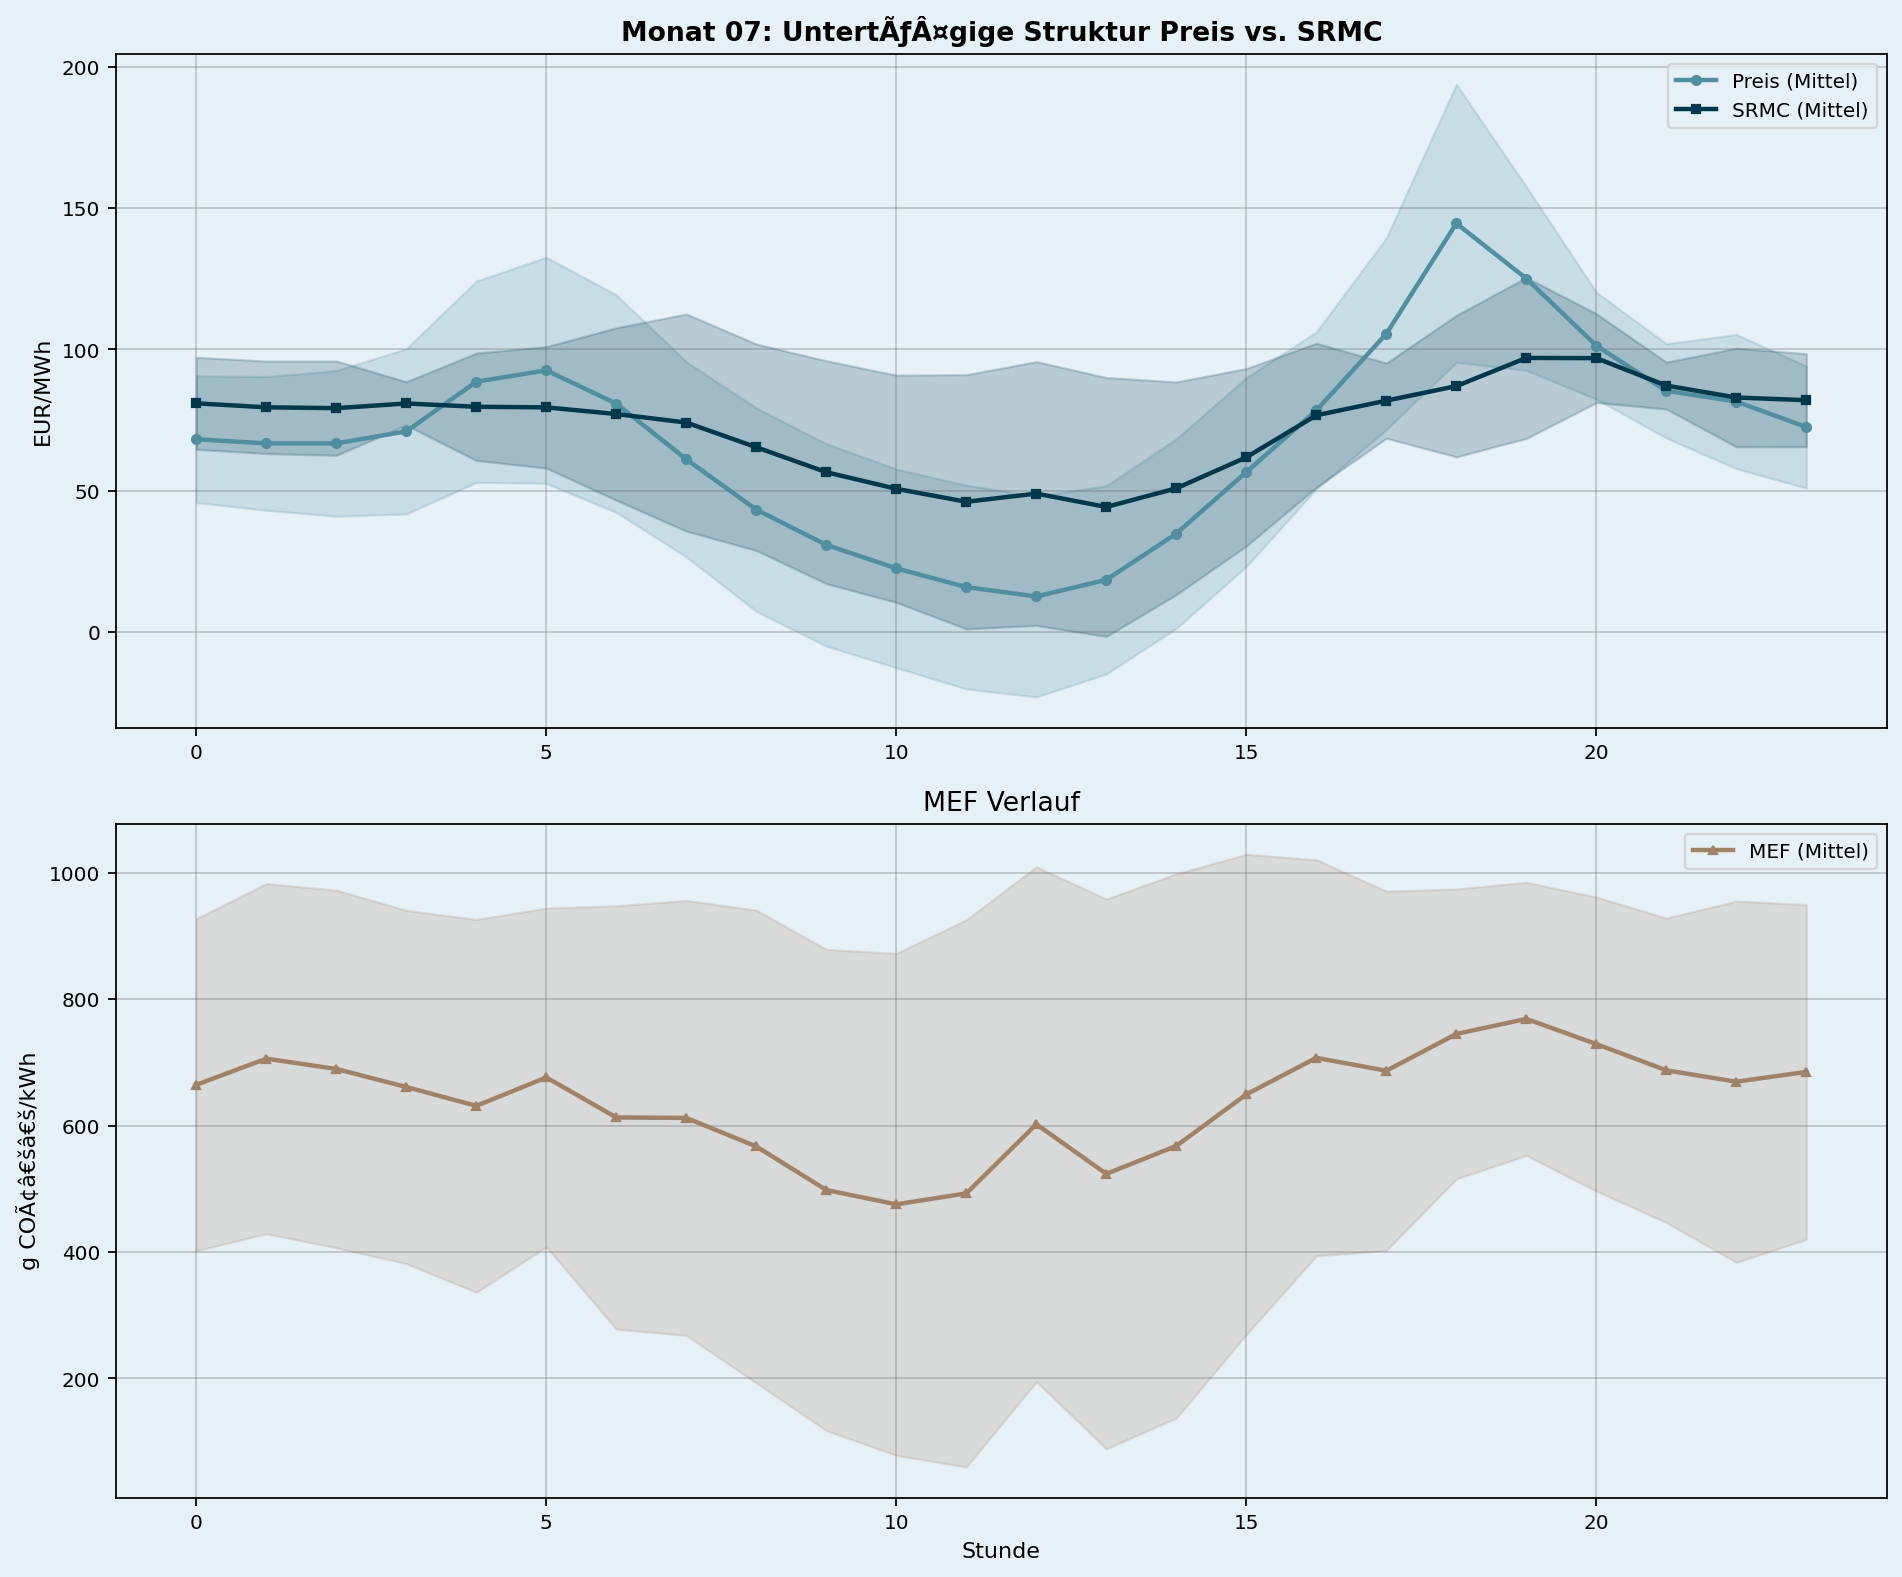 Monat 07: UntertÃƒÂ¤gige Struktur Preis vs. SRMC
200
150
100
50
0
EUR/MWh
Preis (Mittel)
SRMC (Mittel)
0 5 10 15 20
MEF Verlauf
1000
800
600
400
200
g COÃ¢â€šâ€š/kWh
MEF (Mittel)
0 5 10 15 20
Stunde